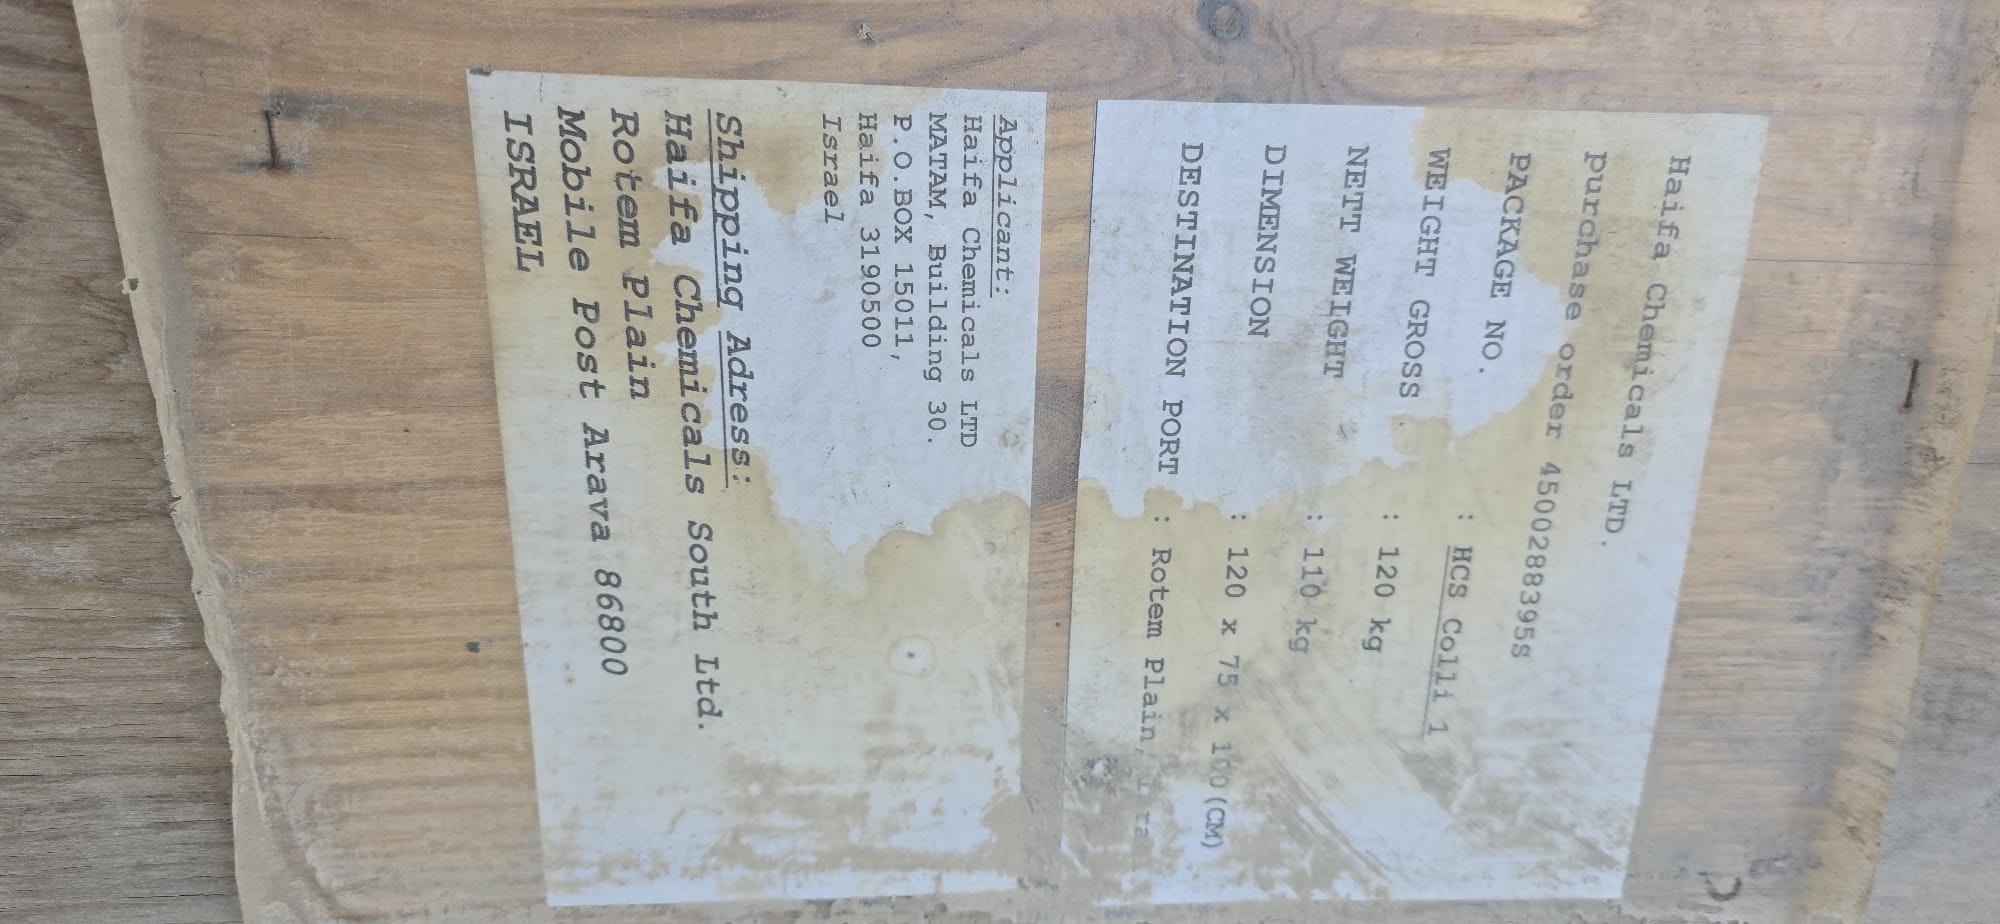 Haifa Chemicals LTD.
purchase order 4500288395S
PACKAGE NO. : HCS Colli 1
WEIGHT GROSS : 120 kg
NETT WEIGHT : 110 kg
DIMENSION : 120 x 75 x 100(CM)
DESTINATION PORT : Rotem Plain,
Applicant:
Haifa Chemicals LTD
MATAM, Building 30.
P.O.BOX 15011,
Haifa 3190500
Israel
Shipping Adress:
Haifa Chemicals South Ltd.
Rotem Plain
Mobile Post Arava 86800
ISRAEL